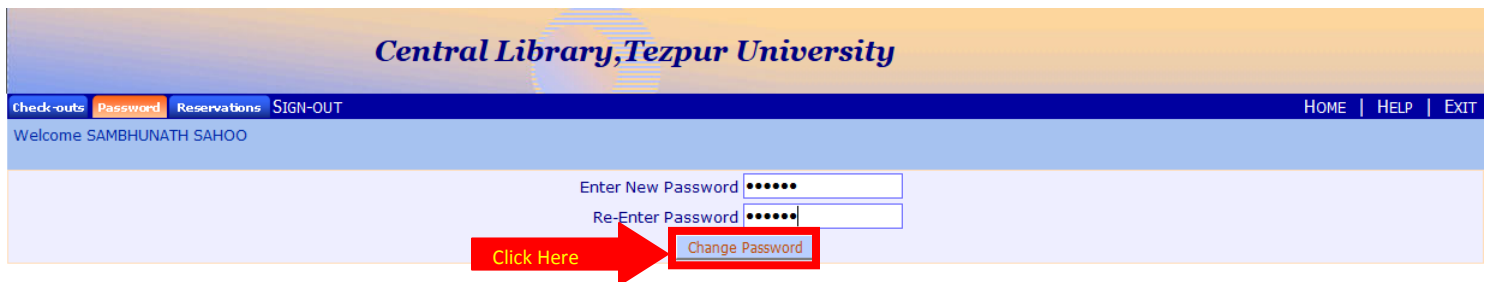 Central Library,Tezpur University
Check-outs Password Reservations SIGN-OUT HOME | HELP | EXIT
Welcome SAMBHUNATH SAHOO
Enter New Password ••••••
Re-Enter Password ••••••
Click Here Change Password